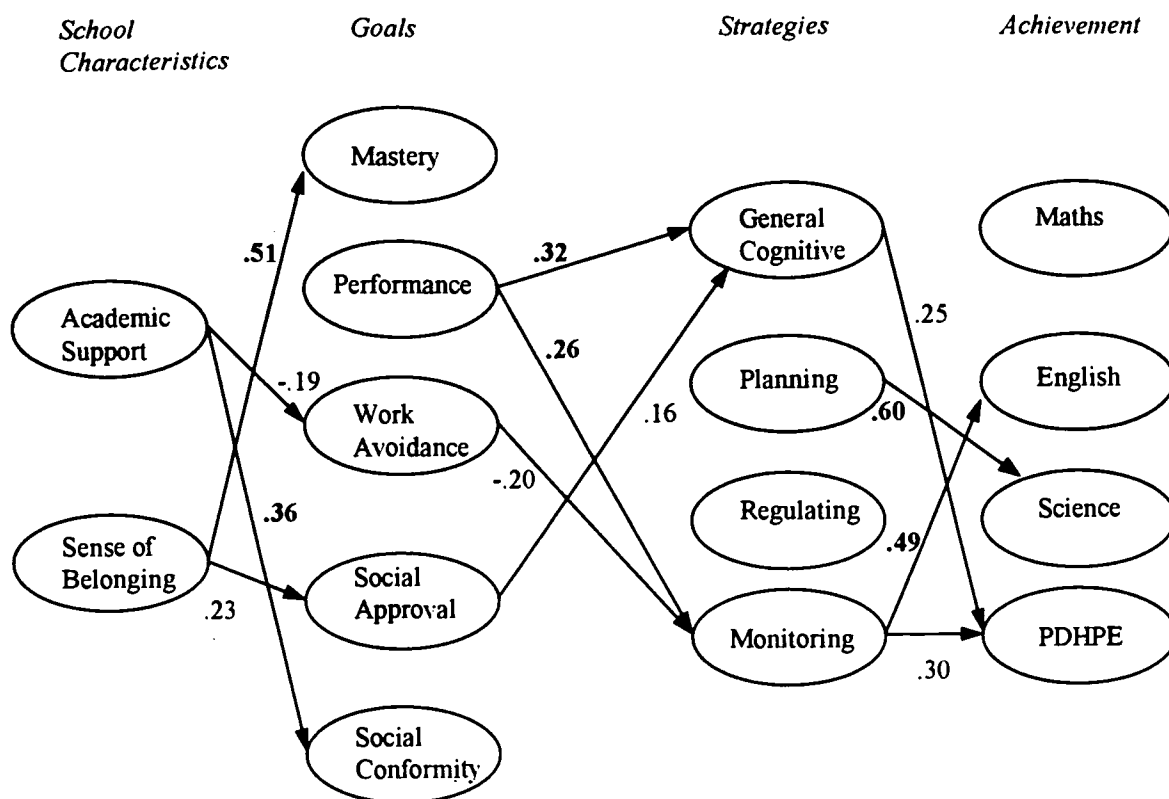 School
Characteristics
Goals
Strategies
Achievement
Mastery
General
Cognitive
Maths
.51
Performance
.32
Academic
Support
.25
.26
-.19
Planning
English
Work
Avoidance
.16
.60
-.20
.36
Regulating
Science
.49
Sense of
Belonging
Social
Approval
.23
Monitoring
PDHPE
.30
Social
Conformity